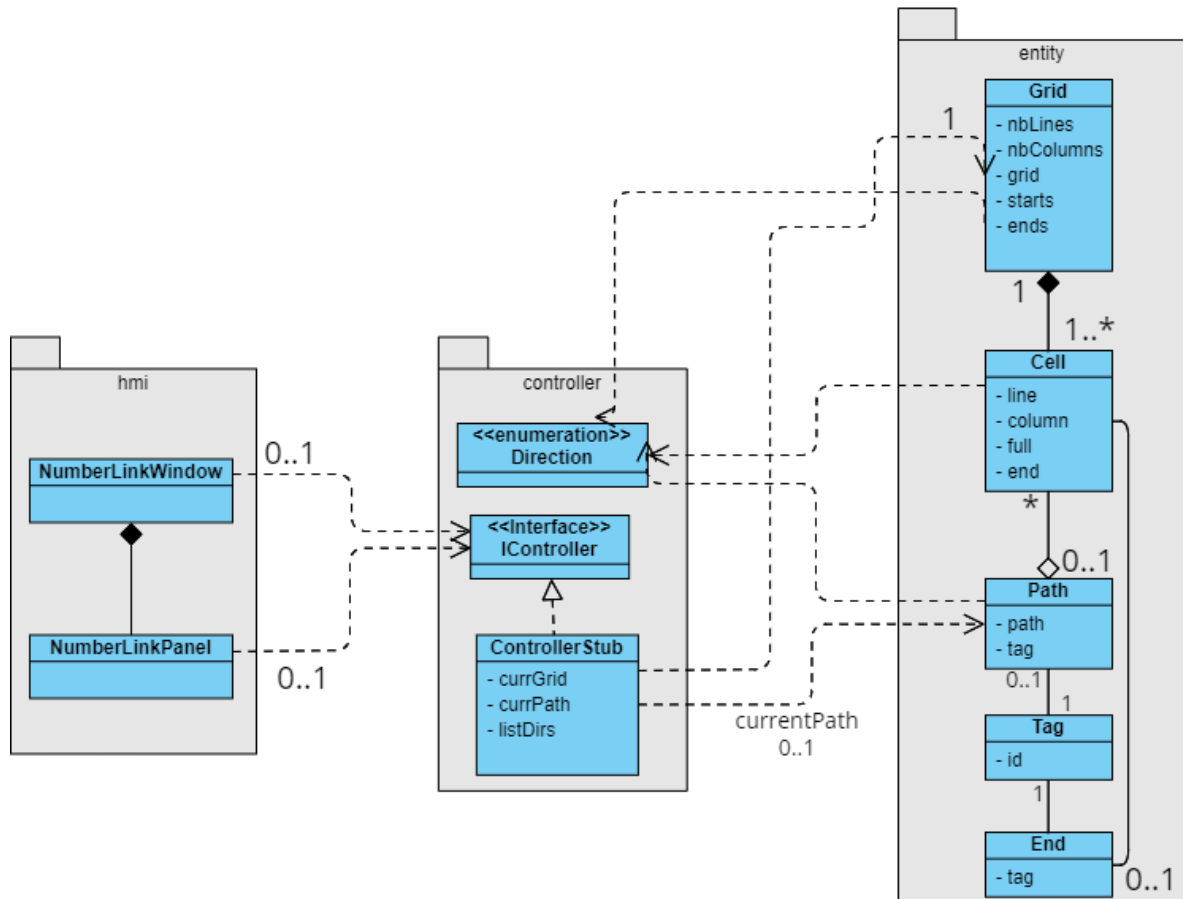 hmi
NumberLinkWindow
0..1
NumberLinkPanel
0..1
controller
<<enumeration>>
Direction
<<Interface>>
IController
ControllerStub
- currGrid
- currPath
- listDirs
currentPath
0..1
entity
1
Grid
- nbLines
- nbColumns
- grid
- starts
- ends
1
1..*
Cell
- line
- column
- full
- end
*
0..1
Path
- path
- tag
0..1
1
Tag
- id
1
End
- tag
0..1